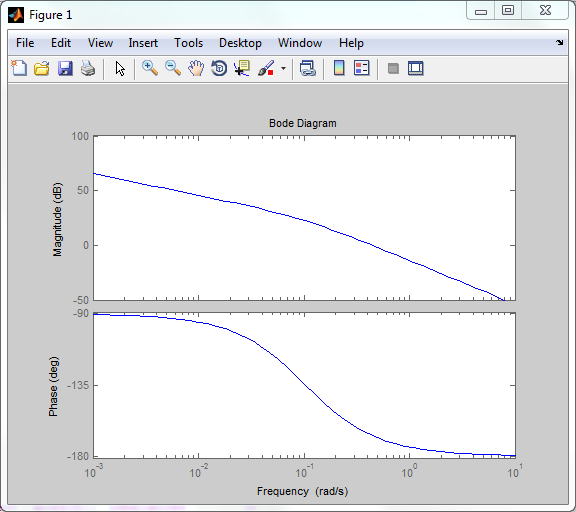 Figure 1
File Edit View Insert Tools Desktop Window Help
Bode Diagram
100
50
0
-50
Magnitude (dB)
-90
-135
-180
Phase (deg)
10^-3 10^-2 10^-1 10^0 10^1
Frequency (rad/s)